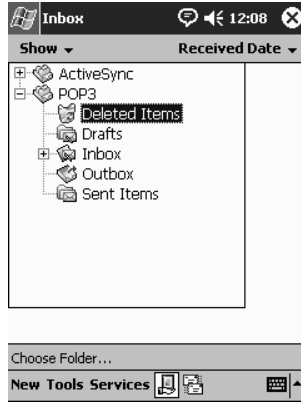 Inbox 12:08
Show Received Date
ActiveSync
POP3
Deleted Items
Drafts
Inbox
Outbox
Sent Items
Choose Folder...
New Tools Services